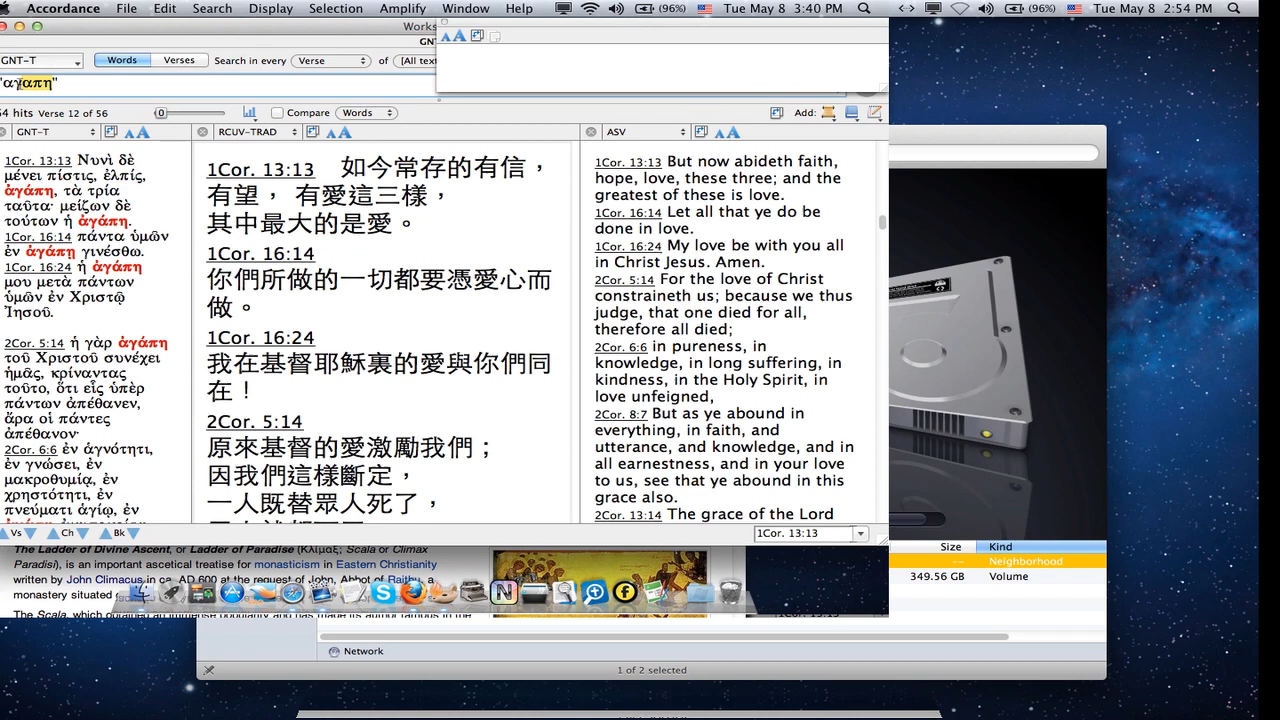 Accordance File Edit Search Display Selection Amplify Window Help (96%) Tue May 8 3:40 PM (96%) Tue May 8 2:54 PM
Works
GNT-T Words Verses Search in every Verse of [All text
"αγαπη"
4 hits Verse 12 of 56 0 Compare Words Add:
GNT-T RCUV-TRAD ASV
1Cor. 13:13 Νυνὶ δὲ
μένει πίστις, ἐλπίς,
ἀγάπη, τὰ τρία
ταῦτα· μείζων δὲ
τούτων ἡ ἀγάπη.
1Cor. 16:14 πάντα ὑμῶν
ἐν ἀγάπῃ γινέσθω.
1Cor. 16:24 ἡ ἀγάπη
μου μετὰ πάντων
ὑμῶν ἐν Χριστῷ
Ἰησοῦ.
2Cor. 5:14 ἡ γὰρ ἀγάπη
τοῦ Χριστοῦ συνέχει
ἡμᾶς, κρίναντας
τοῦτο, ὅτι εἷς ὑπὲρ
πάντων ἀπέθανεν,
ἄρα οἱ πάντες
ἀπέθανον·
2Cor. 6:6 ἐν ἁγνότητι,
ἐν γνώσει, ἐν
μακροθυμίᾳ, ἐν
χρηστότητι, ἐν
πνεύματι ἁγίῳ, ἐν
1Cor. 13:13 如今常存的有信，
有望， 有愛這三樣，
其中最大的是愛。
1Cor. 16:14
你們所做的一切都要憑愛心而
做。
1Cor. 16:24
我在基督耶穌裏的愛與你們同
在！
2Cor. 5:14
原來基督的愛激勵我們；
因我們這樣斷定，
一人既替眾人死了，
1Cor. 13:13 But now abideth faith,
hope, love, these three; and the
greatest of these is love.
1Cor. 16:14 Let all that ye do be
done in love.
1Cor. 16:24 My love be with you all
in Christ Jesus. Amen.
2Cor. 5:14 For the love of Christ
constraineth us; because we thus
judge, that one died for all,
therefore all died;
2Cor. 6:6 in pureness, in
knowledge, in long suffering, in
kindness, in the Holy Spirit, in
love unfeigned,
2Cor. 8:7 But as ye abound in
everything, in faith, and
utterance, and knowledge, and in
all earnestness, and in your love
to us, see that ye abound in this
grace also.
2Cor. 13:14 The grace of the Lord
Vs Ch Bk 1Cor. 13:13
The Ladder of Divine Ascent, or Ladder of Paradise (Κλίμαξ; Scala or Climax
Paradisi), is an important ascetical treatise for monasticism in Eastern Christianity
written by John Climacus in ca. AD 600 at the request of John, Abbot of Raithu, a
monastery situated
Size Kind
-- Neighborhood
349.56 GB Volume
Network
1 of 2 selected